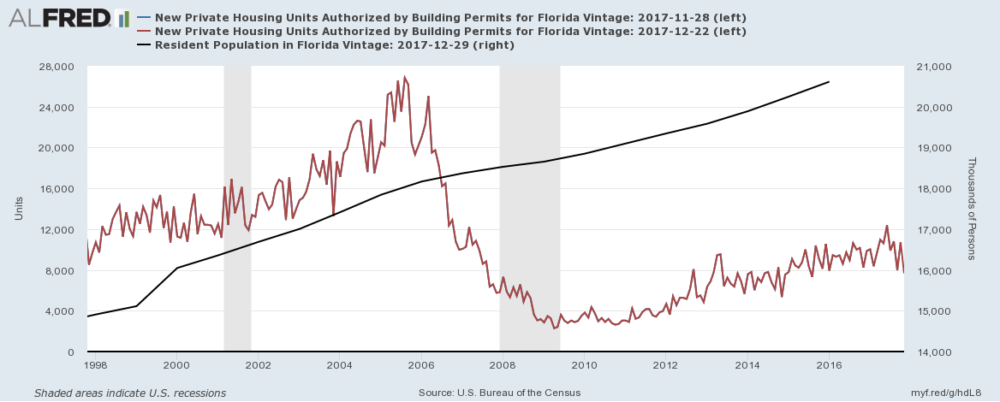 ALFRED
New Private Housing Units Authorized by Building Permits for Florida Vintage: 2017-11-28 (left)
New Private Housing Units Authorized by Building Permits for Florida Vintage: 2017-12-22 (left)
Resident Population in Florida Vintage: 2017-12-29 (right)
28,000 21,000
24,000 20,000
20,000 19,000
16,000 18,000
12,000 17,000
8,000 16,000
4,000 15,000
0 14,000
Units
Thousands of Persons
1998 2000 2002 2004 2006 2008 2010 2012 2014 2016
Shaded areas indicate U.S. recessions Source: U.S. Bureau of the Census myf.red/g/hdL8